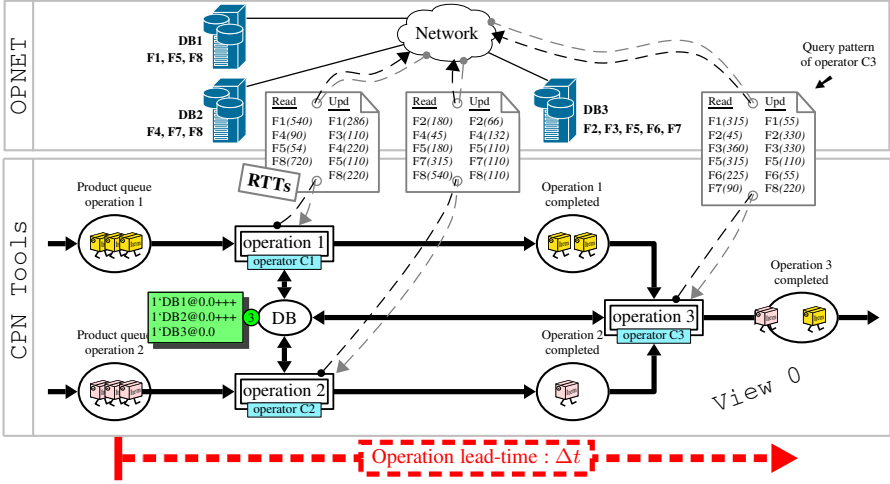 OPNET
DB1
F1, F5, F8
DB2
F4, F7, F8
Network
DB3
F2, F3, F5, F6, F7
Query pattern
of operator C3
Read Upd
F1(540) F1(286)
F4(90) F3(110)
F5(54) F4(220)
F8(720) F5(110)
F8(220)
Read Upd
F2(180) F2(66)
F4(45) F4(132)
F5(180) F5(110)
F7(315) F7(110)
F8(540) F8(110)
Read Upd
F1(315) F1(55)
F2(45) F2(330)
F3(360) F3(330)
F5(315) F5(110)
F6(225) F6(55)
F7(90) F8(220)
RTTs
CPN Tools
Product queue
operation 1
operation 1
operator C1
Operation 1
completed
1‘DB1@0.0+++
1‘DB2@0.0+++
1‘DB3@0.0
3
DB
operation 3
operator C3
Operation 3
completed
Product queue
operation 2
operation 2
operator C2
Operation 2
completed
View 0
Operation lead-time : Δt